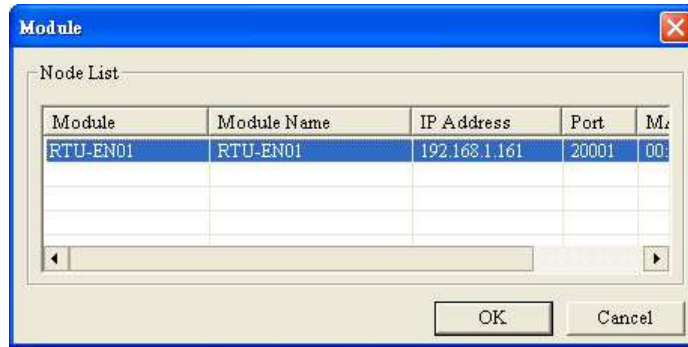 Module
Node List
Module Module Name IP Address Port
RTU-EN01 RTU-EN01 192.168.1.161 20001 00:
OK Cancel